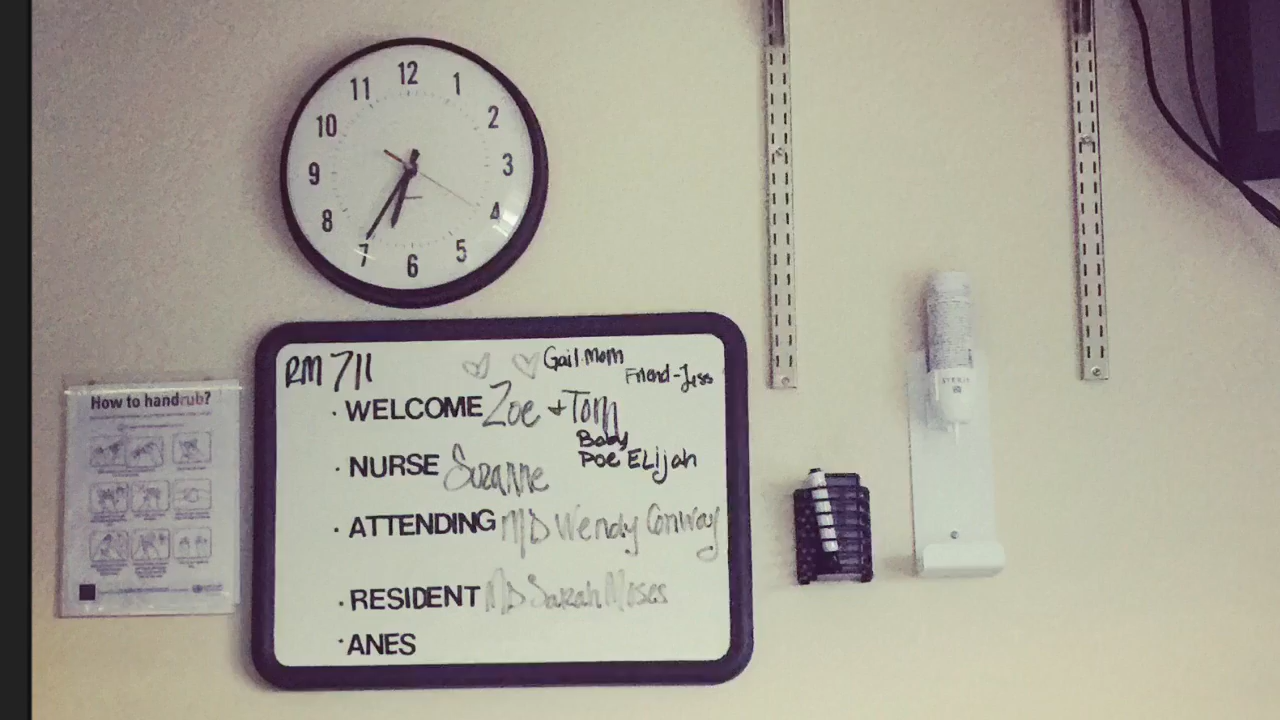 12
11 1
10 2
9 3
8 4
7 5
6
RM 711
Gail.Mom
Friend-Jess
· WELCOME Zoe + Tom
Baby
Poe ELijah
· NURSE Suzanne
· ATTENDING MD Wendy Conway
· RESIDENT MD Sarah Moses
· ANES
How to handrub?